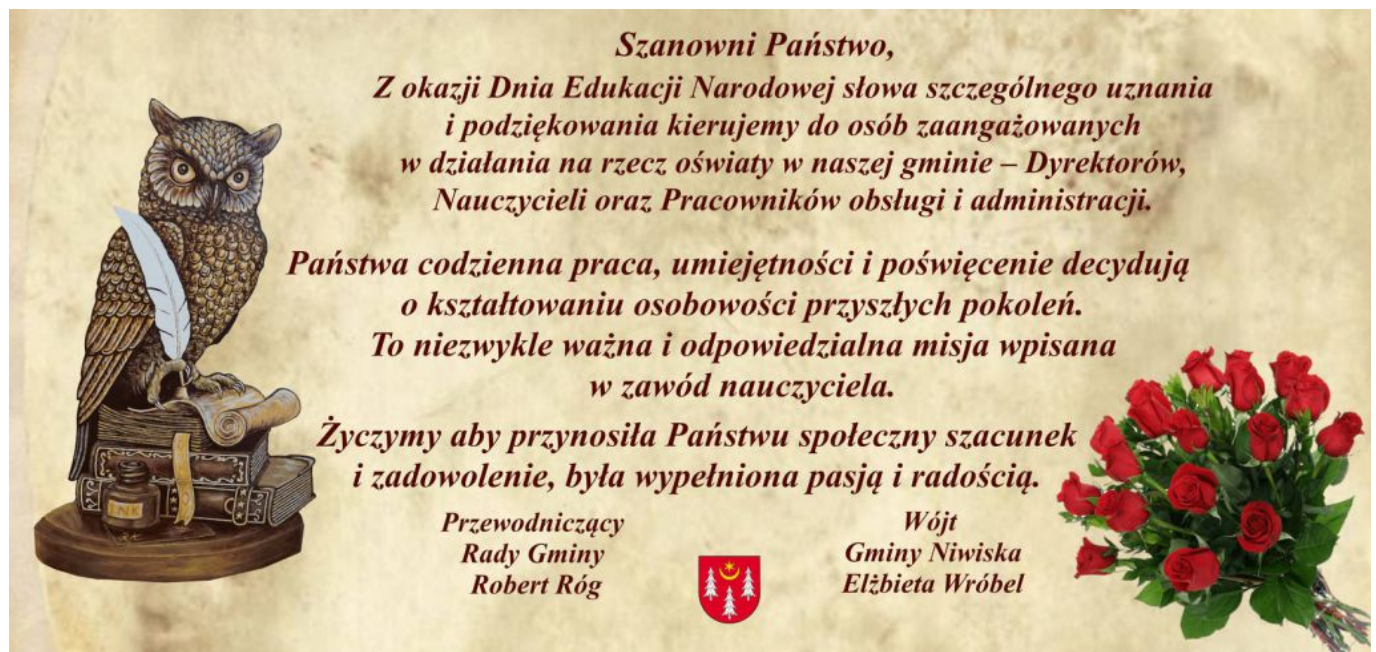 Szanowni Państwo,
Z okazji Dnia Edukacji Narodowej słowa szczególnego uznania
i podziękowania kierujemy do osób zaangażowanych
w działania na rzecz oświaty w naszej gminie – Dyrektorów,
Nauczycieli oraz Pracowników obsługi i administracji.
Państwa codzienna praca, umiejętności i poświęcenie decydują
o kształtowaniu osobowości przyszłych pokoleń.
To niezwykle ważna i odpowiedzialna misja wpisana
w zawód nauczyciela.
Życzymy aby przynosiła Państwu społeczny szacunek
i zadowolenie, była wypełniona pasją i radością.
Przewodniczący
Rady Gminy
Robert Róg
Wójt
Gminy Niwiska
Elżbieta Wróbel
INK